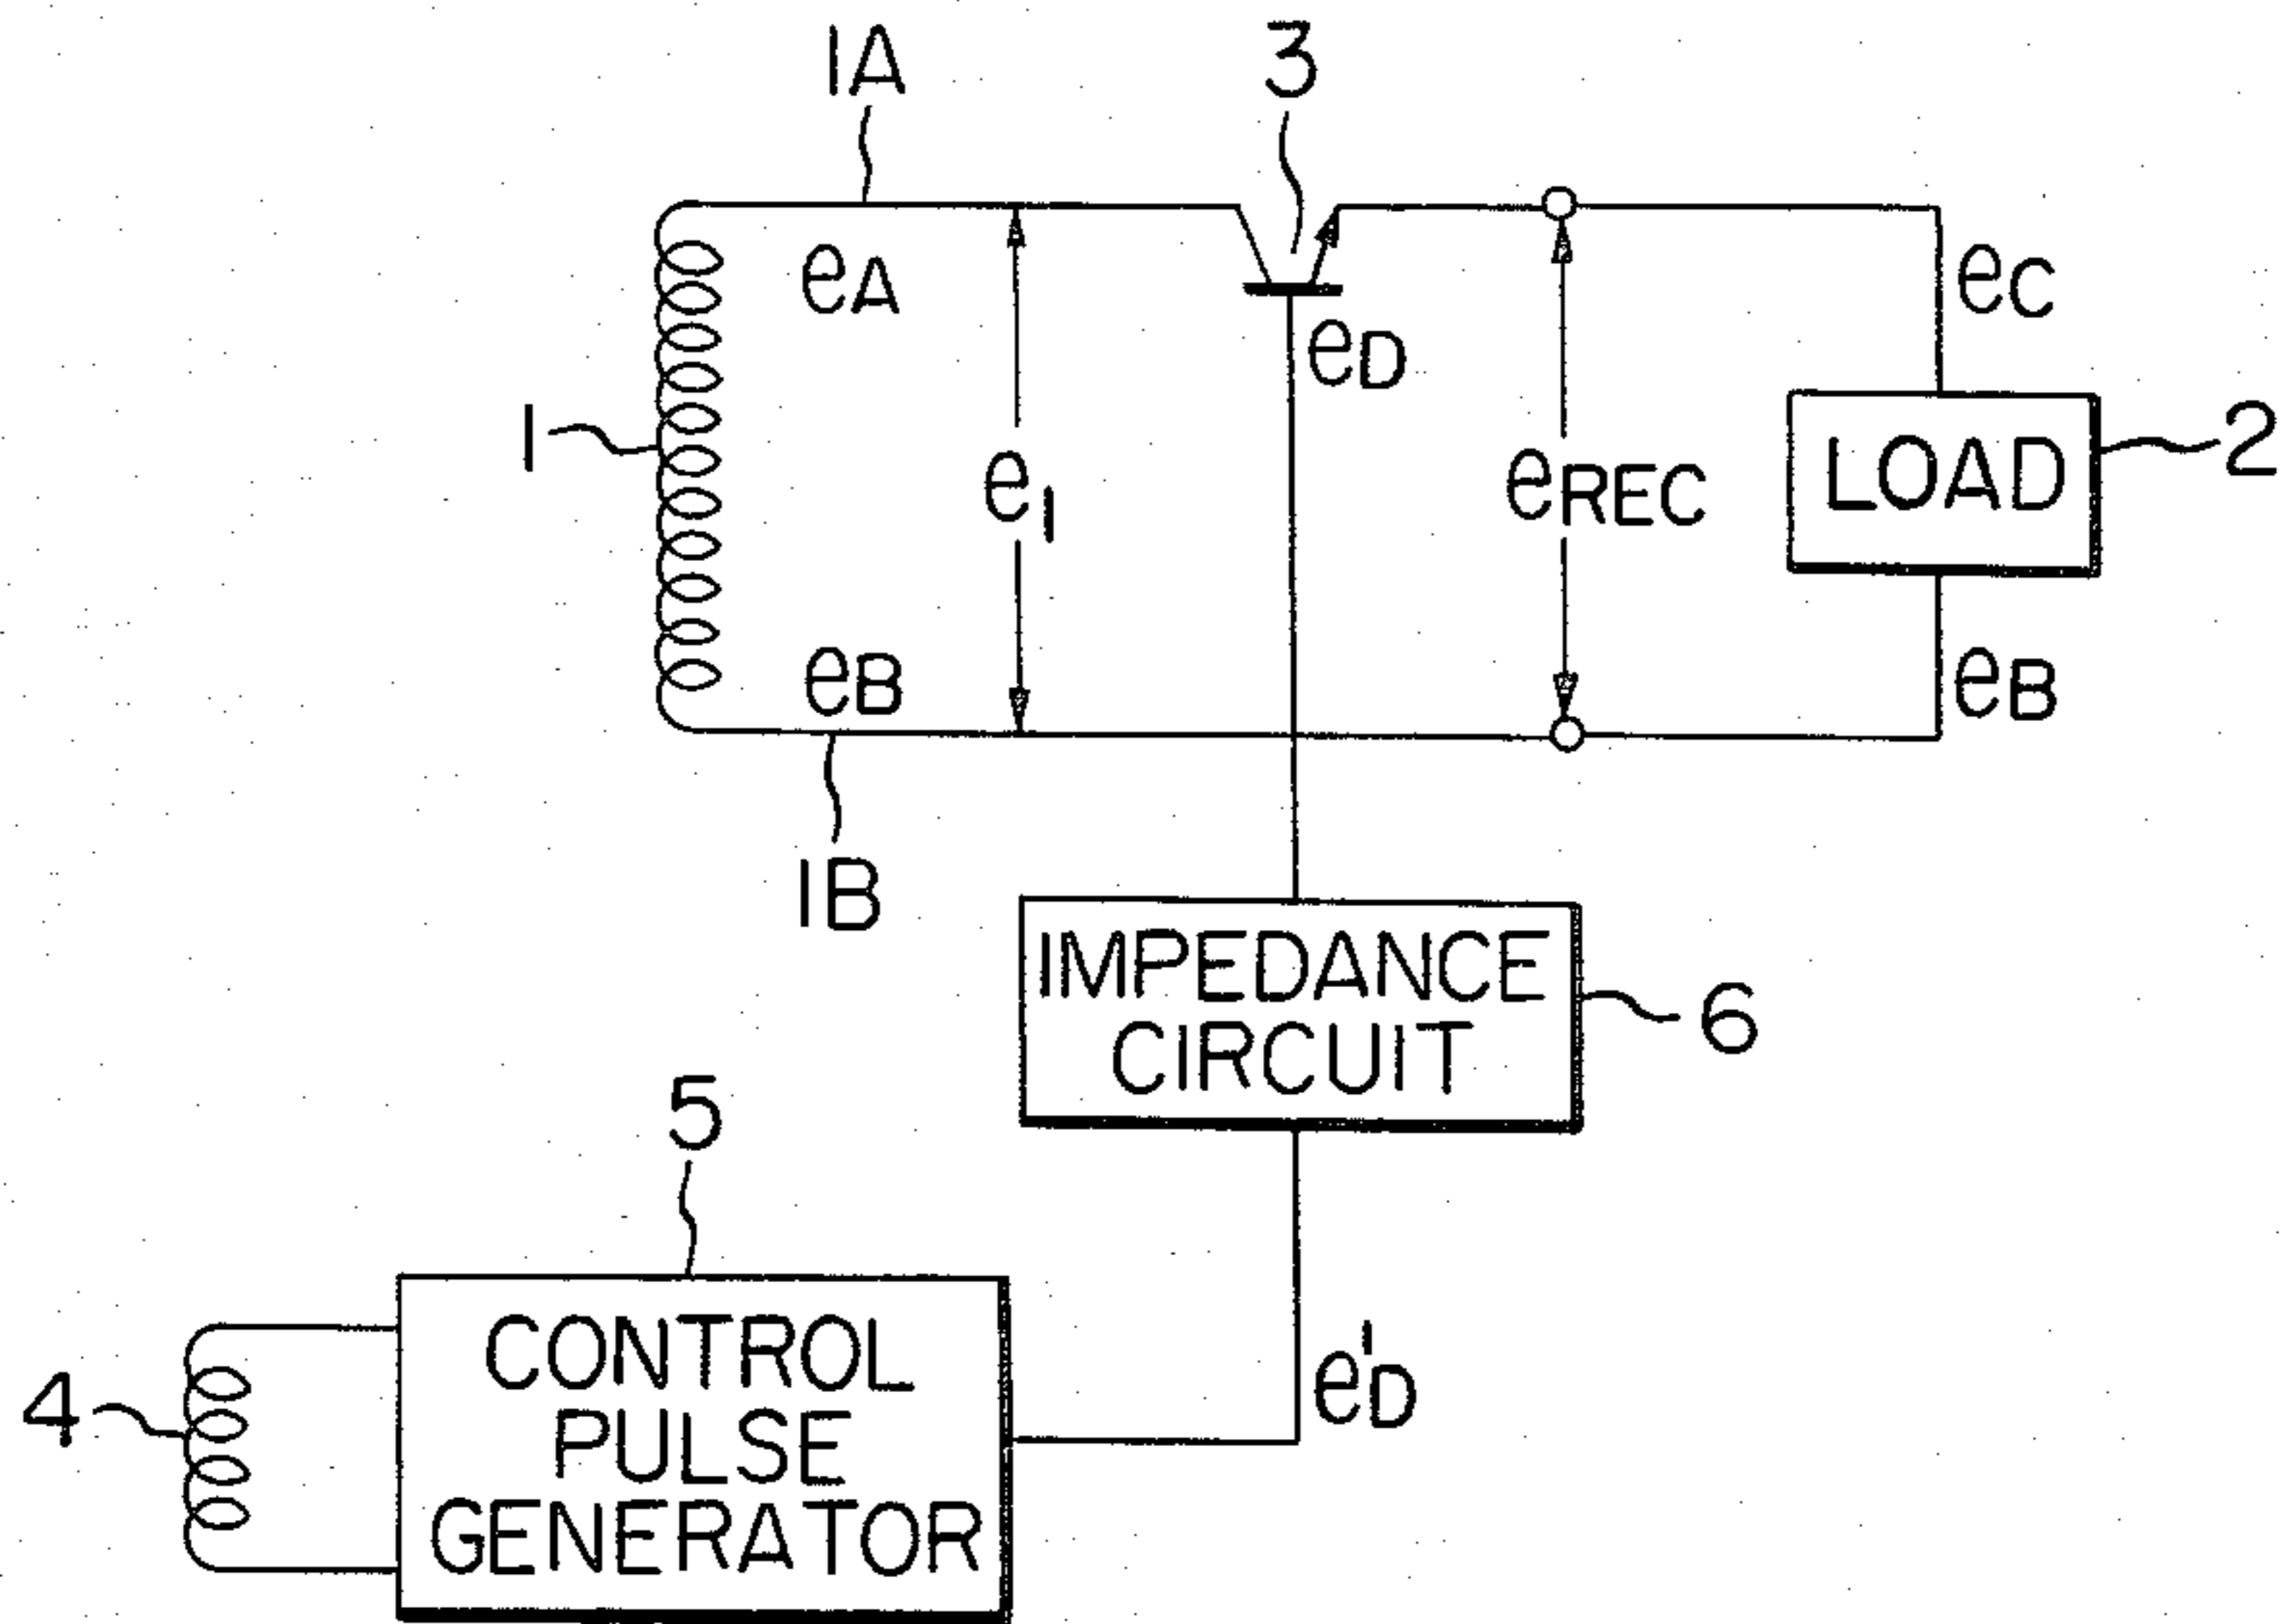 1A
3
eA
eC
eD
1
e1
eREC
LOAD
2
eB
eB
1B
IMPEDANCE
CIRCUIT
6
5
CONTROL
PULSE
GENERATOR
4
e'D